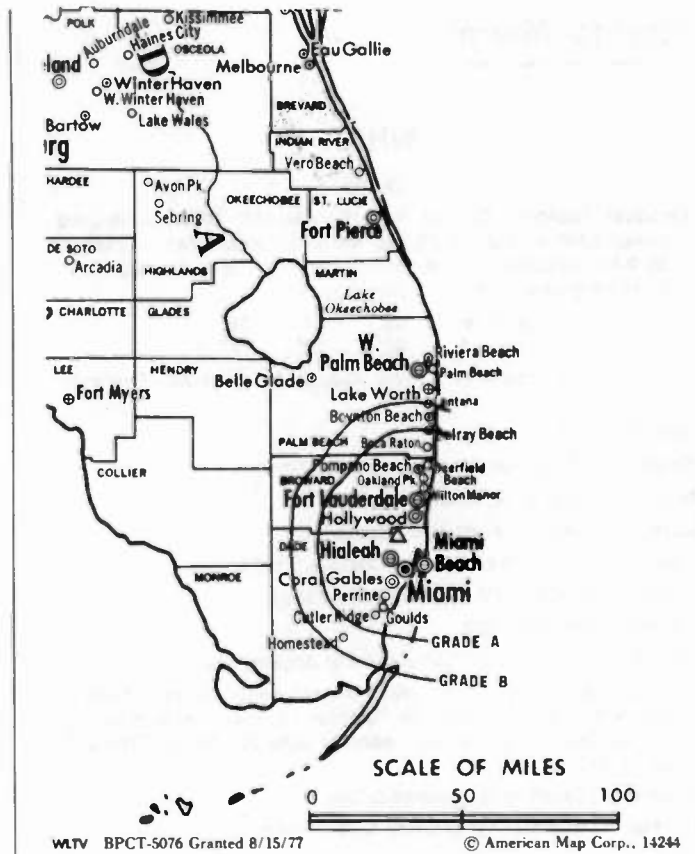 POLK
Kissimmee
Auburndale
Haines City
OSCEOLA
Eau Gallie
eland
D
Melbourne
Winter Haven
W. Winter Haven
BREVARD
Bartow
Lake Wales
rg
INDIAN RIVER
Vero Beach
HARDEE
Avon Pk.
OKEECHOBEE
ST. LUCIE
Sebring
Fort Pierce
A
DE SOTO
Arcadia
HIGHLANDS
MARTIN
Lake
Okeechobee
CHARLOTTE
GLADES
W.
Palm Beach
Riviera Beach
Palm Beach
LEE
HENDRY
Belle Glade
Fort Myers
Lake Worth
ntana
Boynton Beach
elray Beach
PALM BEACH
Boca Raton
COLLIER
Pompano Beach
eerfield
Beach
BROWARD
Oakland Pk.
Fort Lauderdale
Wilton Manor
Hollywood
DADE
Hialeah
Miami
Beach
MONROE
Coral Gables
Miami
Perrine
Cutler Ridge
Goulds
Homestead
GRADE A
GRADE B
SCALE OF MILES
0 50 100
WLTV BPCT-5076 Granted 8/15/77
© American Map Corp., 14244